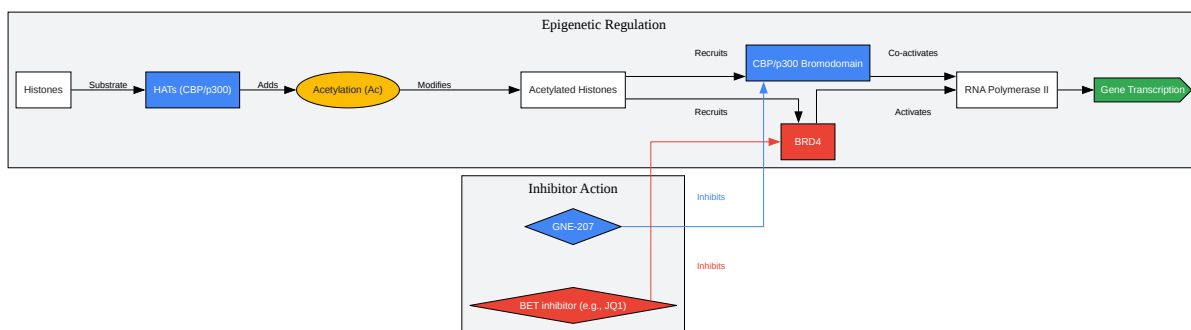 Epigenetic Regulation
Recruits
CBP/p300 Bromodomain
Co-activates
Histones
Substrate
HATs (CBP/p300)
Adds
Acetylation (Ac)
Modifies
Acetylated Histones
RNA Polymerase II
Gene Transcription
Recruits
Activates
BRD4
Inhibitor Action
Inhibits
GNE-207
Inhibits
BET inhibitor (e.g., JQ1)